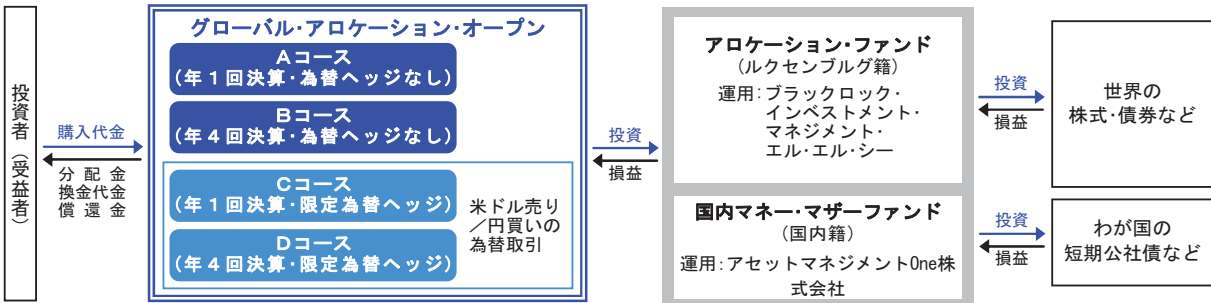 投資者（受益者）
購入代金
分配金
換金代金
償還金
グローバル・アロケーション・オープン
Aコース
(年1回決算・為替ヘッジなし)
Bコース
(年4回決算・為替ヘッジなし)
Cコース
(年1回決算・限定為替ヘッジ)
Dコース
(年4回決算・限定為替ヘッジ)
米ドル売り
／円買いの
為替取引
投資
損益
アロケーション・ファンド
(ルクセンブルグ籍)
運用：ブラックロック・
インベストメント・
マネジメント・
エル・エル・シー
国内マネー・マザーファンド
(国内籍)
運用：アセットマネジメントOne株
式会社
投資
損益
世界の
株式・債券など
投資
損益
わが国の
短期公社債など